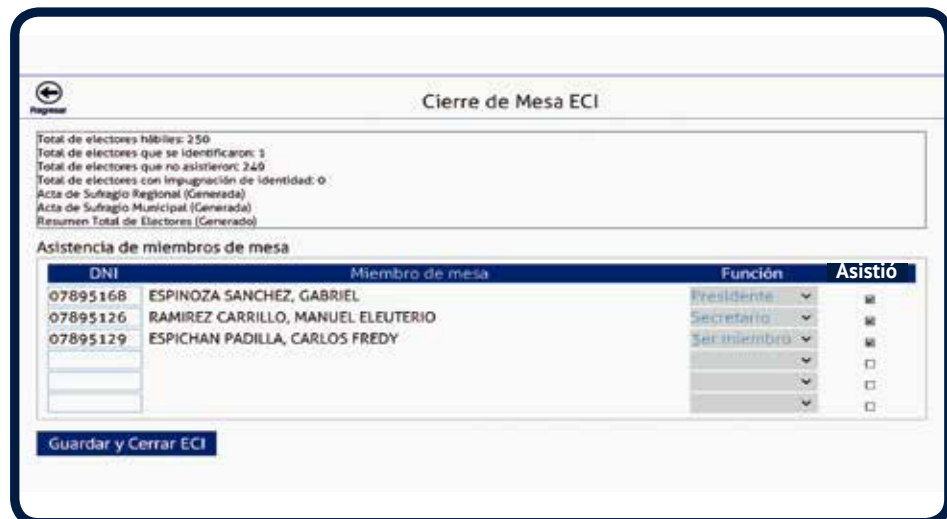 Regresar
Cierre de Mesa ECI
Total de electores hábiles: 250
Total de electores que se identificaron: 1
Total de electores que no asistieron: 249
Total de electores con impugnación de identidad: 0
Acta de Sufragio Regional (Generada)
Acta de Sufragio Municipal (Generada)
Resumen Total de Electores (Generado)
Asistencia de miembros de mesa
DNI Miembro de mesa Función Asistió
07895168 ESPINOZA SANCHEZ, GABRIEL Presidente
07895126 RAMIREZ CARRILLO, MANUEL ELEUTERIO Secretario
07895129 ESPICHAN PADILLA, CARLOS FREDY 3er miembro
Guardar y Cerrar ECI